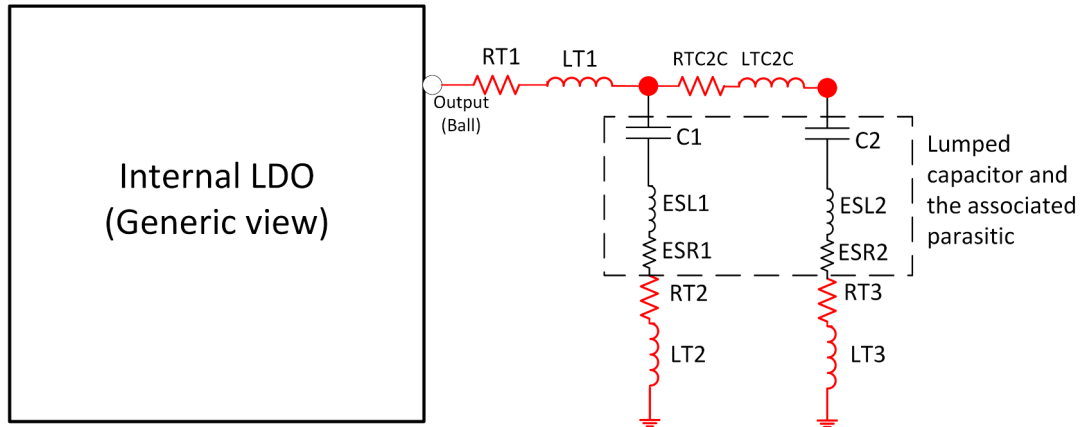 Internal LDO
(Generic view)
Output
(Ball)
RT1
LT1
RTC2C
LTC2C
C1
C2
ESL1
ESL2
ESR1
ESR2
RT2
RT3
LT2
LT3
Lumped
capacitor and
the associated
parasitic